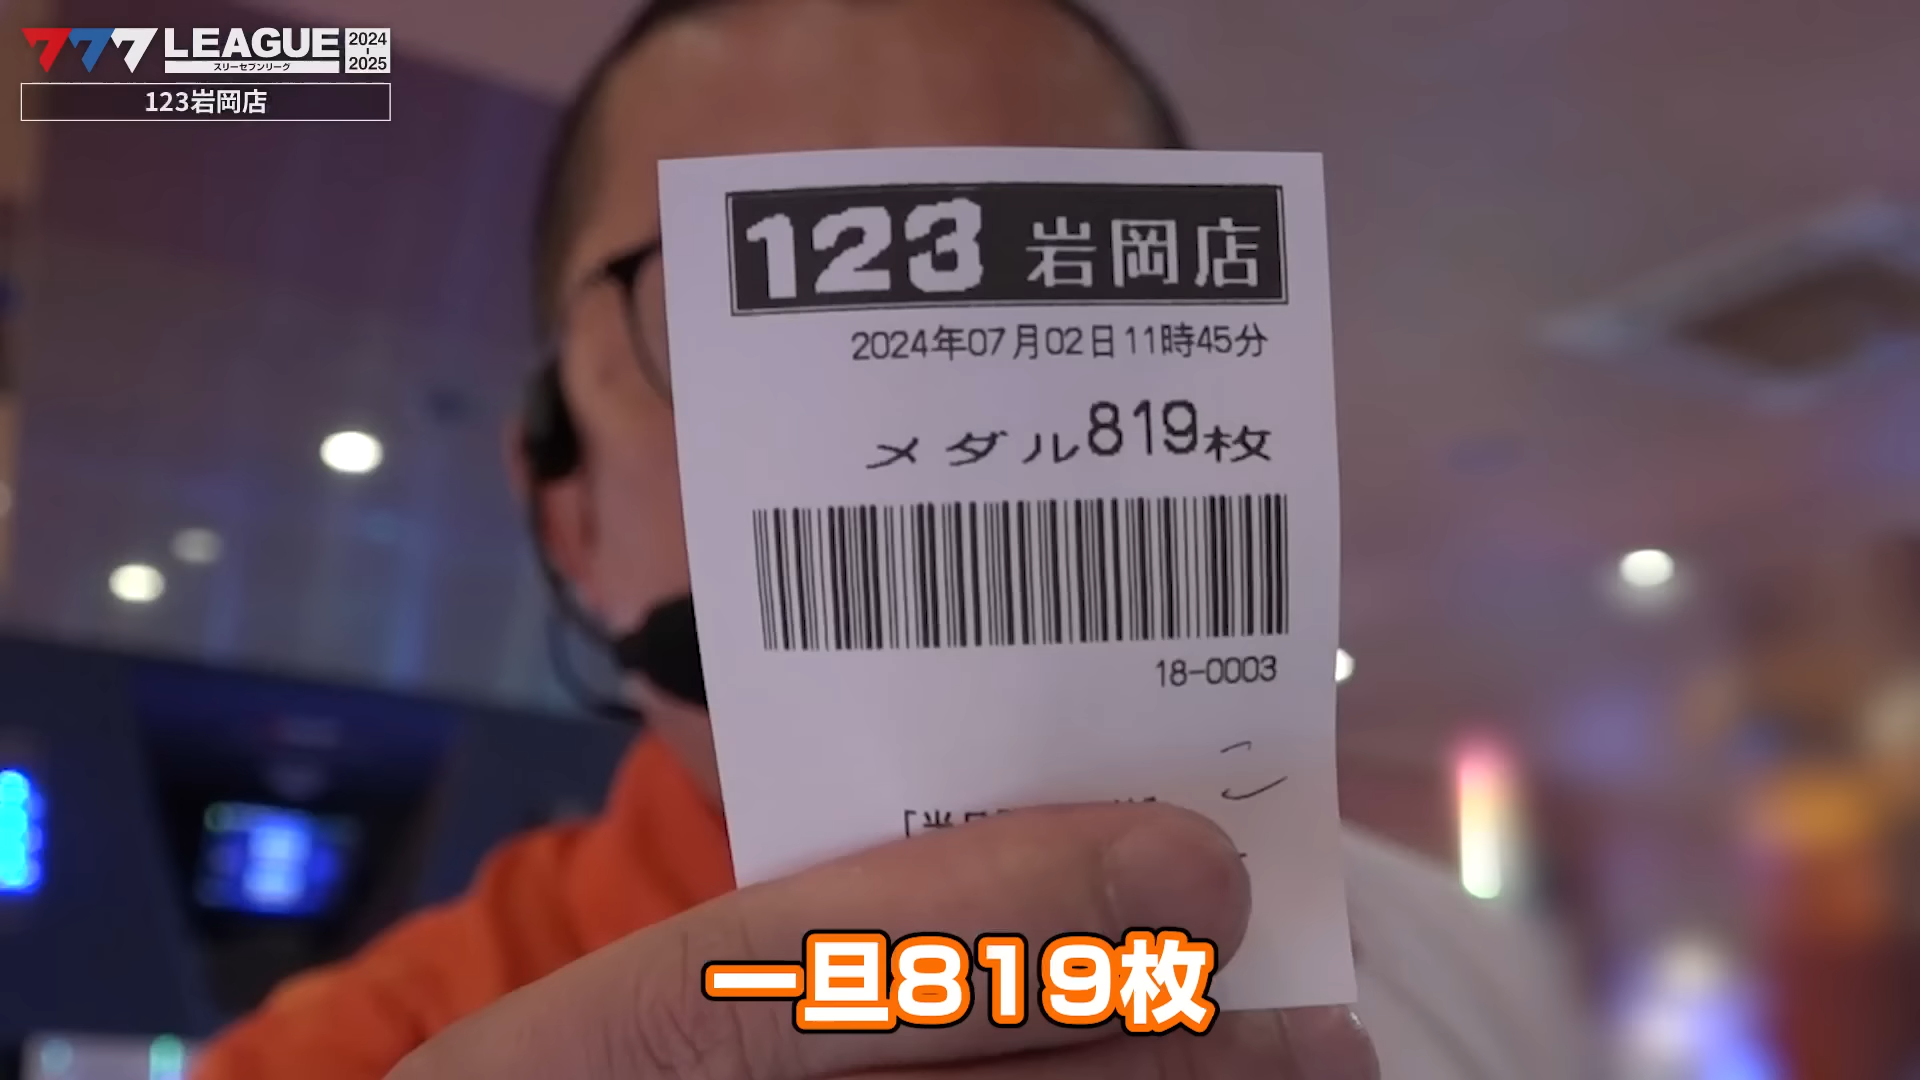 777 LEAGUE 2024-2025
スリーセブンリーグ
123岩岡店
123 岩岡店
2024年07月02日11時45分
メダル819枚
18-0003
一旦819枚